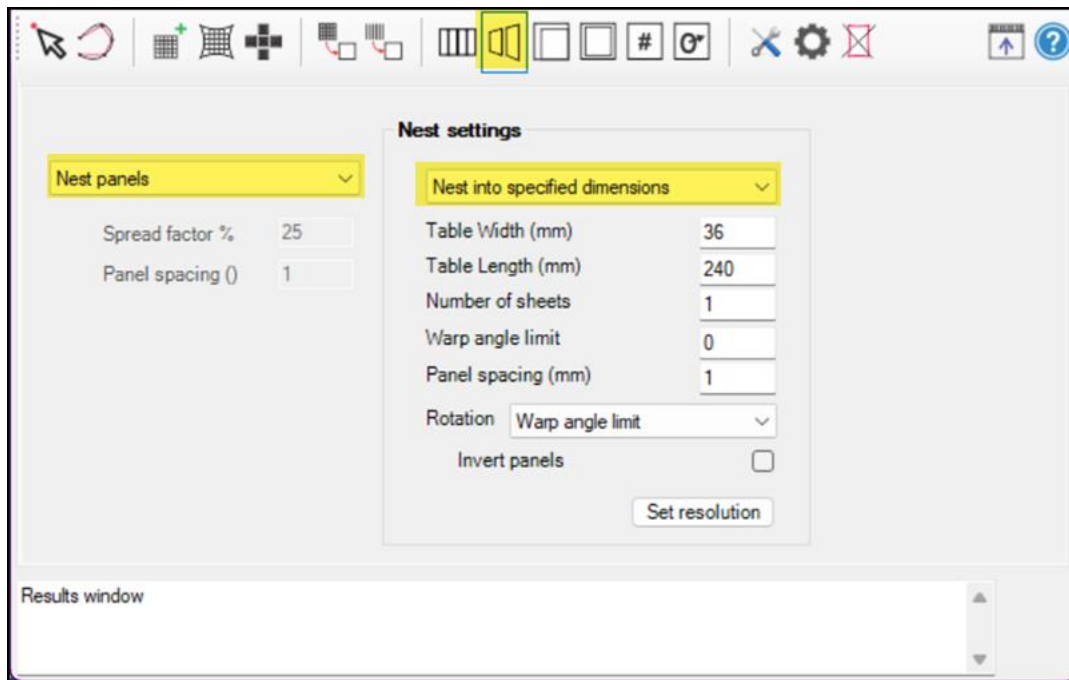 #
?
Nest settings
Nest panels
Nest into specified dimensions
Spread factor % 25
Panel spacing () 1
Table Width (mm) 36
Table Length (mm) 240
Number of sheets 1
Warp angle limit 0
Panel spacing (mm) 1
Rotation Warp angle limit
Invert panels
Set resolution
Results window